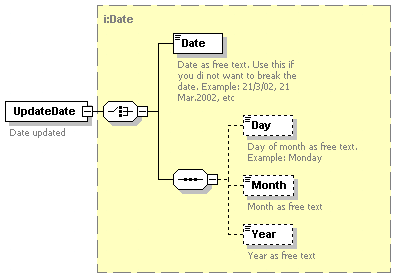 i:Date
Date
Date as free text. Use this if
you di not want to break the
date. Example: 21/3/02, 21
Mar.2002, etc
UpdateDate
Date updated
Day
Day of month as free text.
Example: Monday
Month
Month as free text
Year
Year as free text